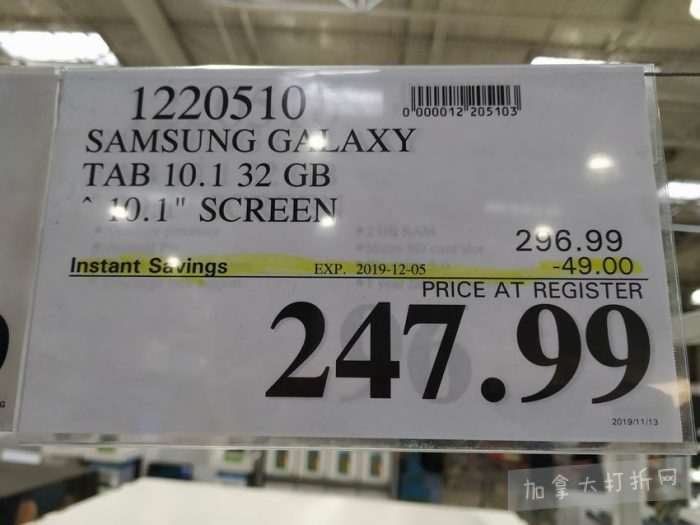 1220510
0 000012 205103
SAMSUNG GALAXY
TAB 10.1 32 GB
^ 10.1" SCREEN
296.99
Instant Savings EXP. 2019-12-05 -49.00
PRICE AT REGISTER
247.99
2019/11/13
加拿大打折网